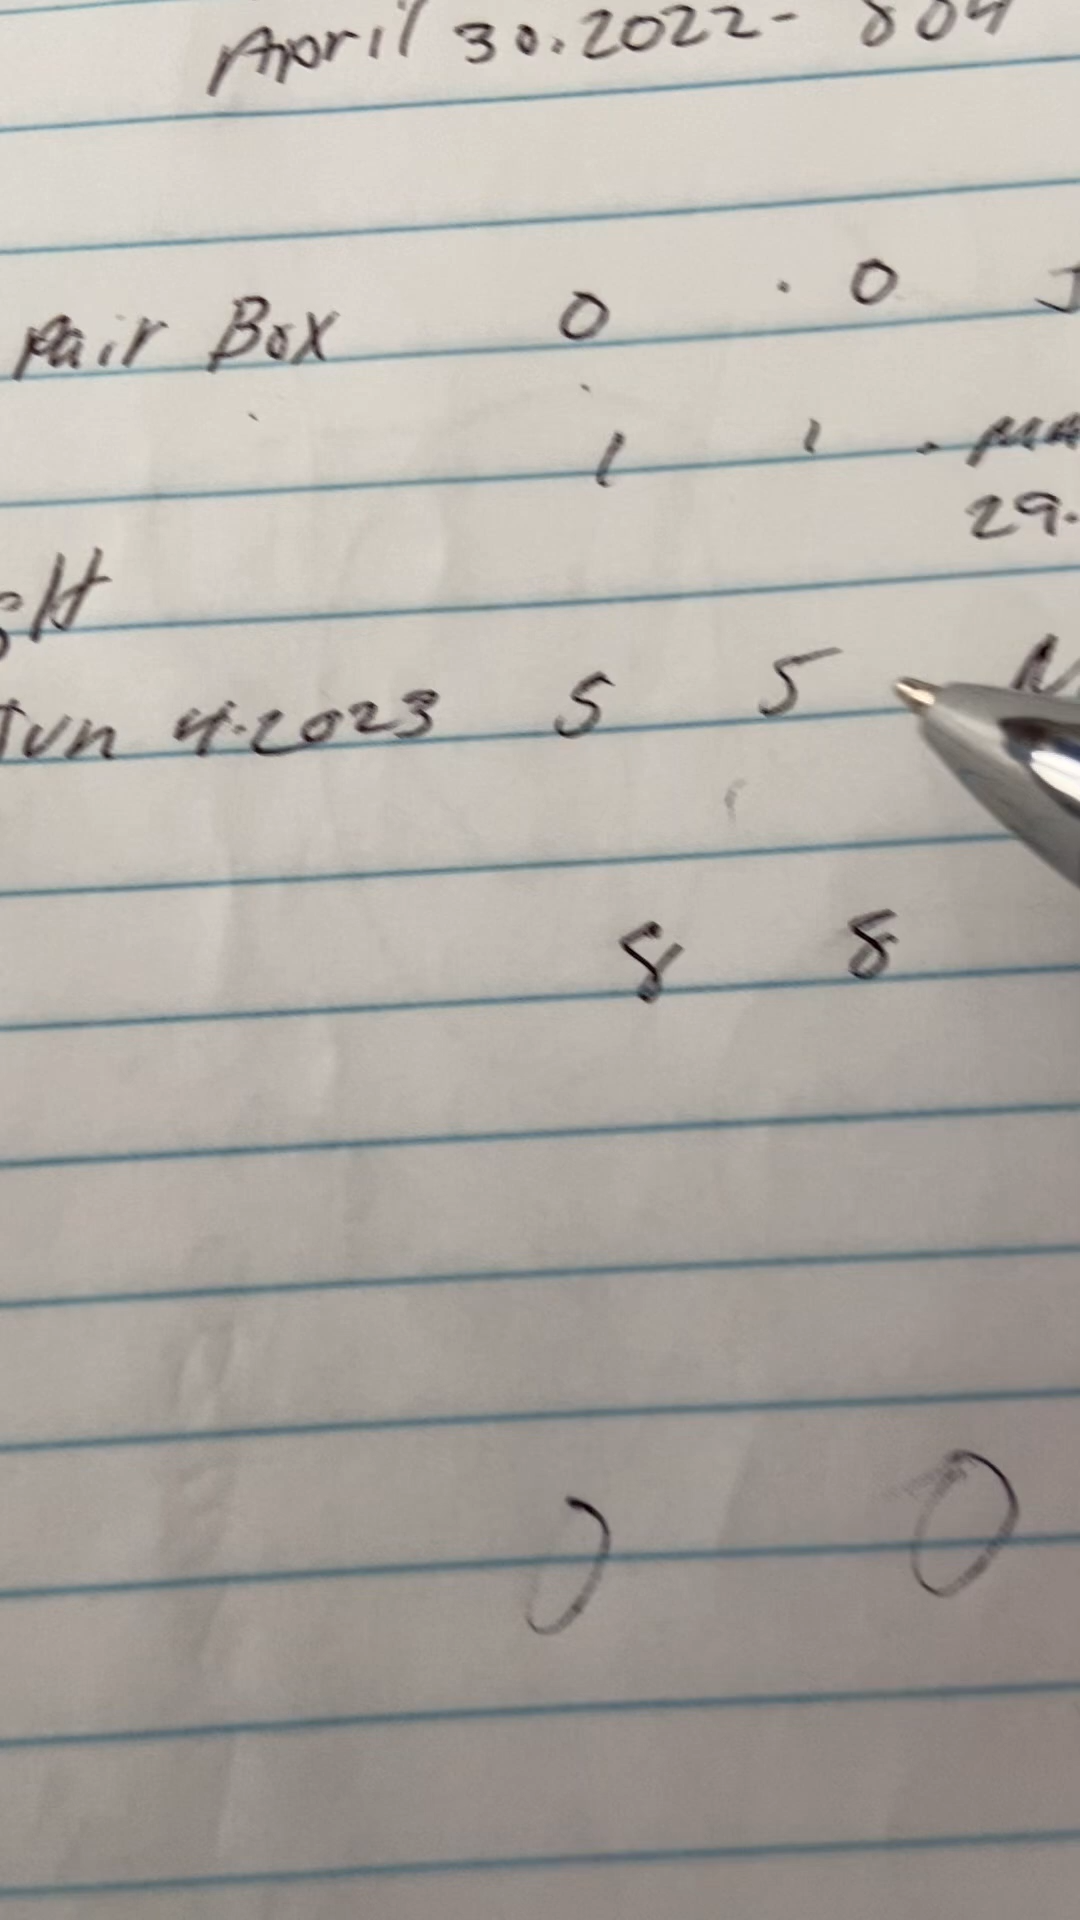 April 30.2022- 804
Pair Box 0 . 0
1 1 .
29.
Jun 4.2023 5 5
8 8
0 0